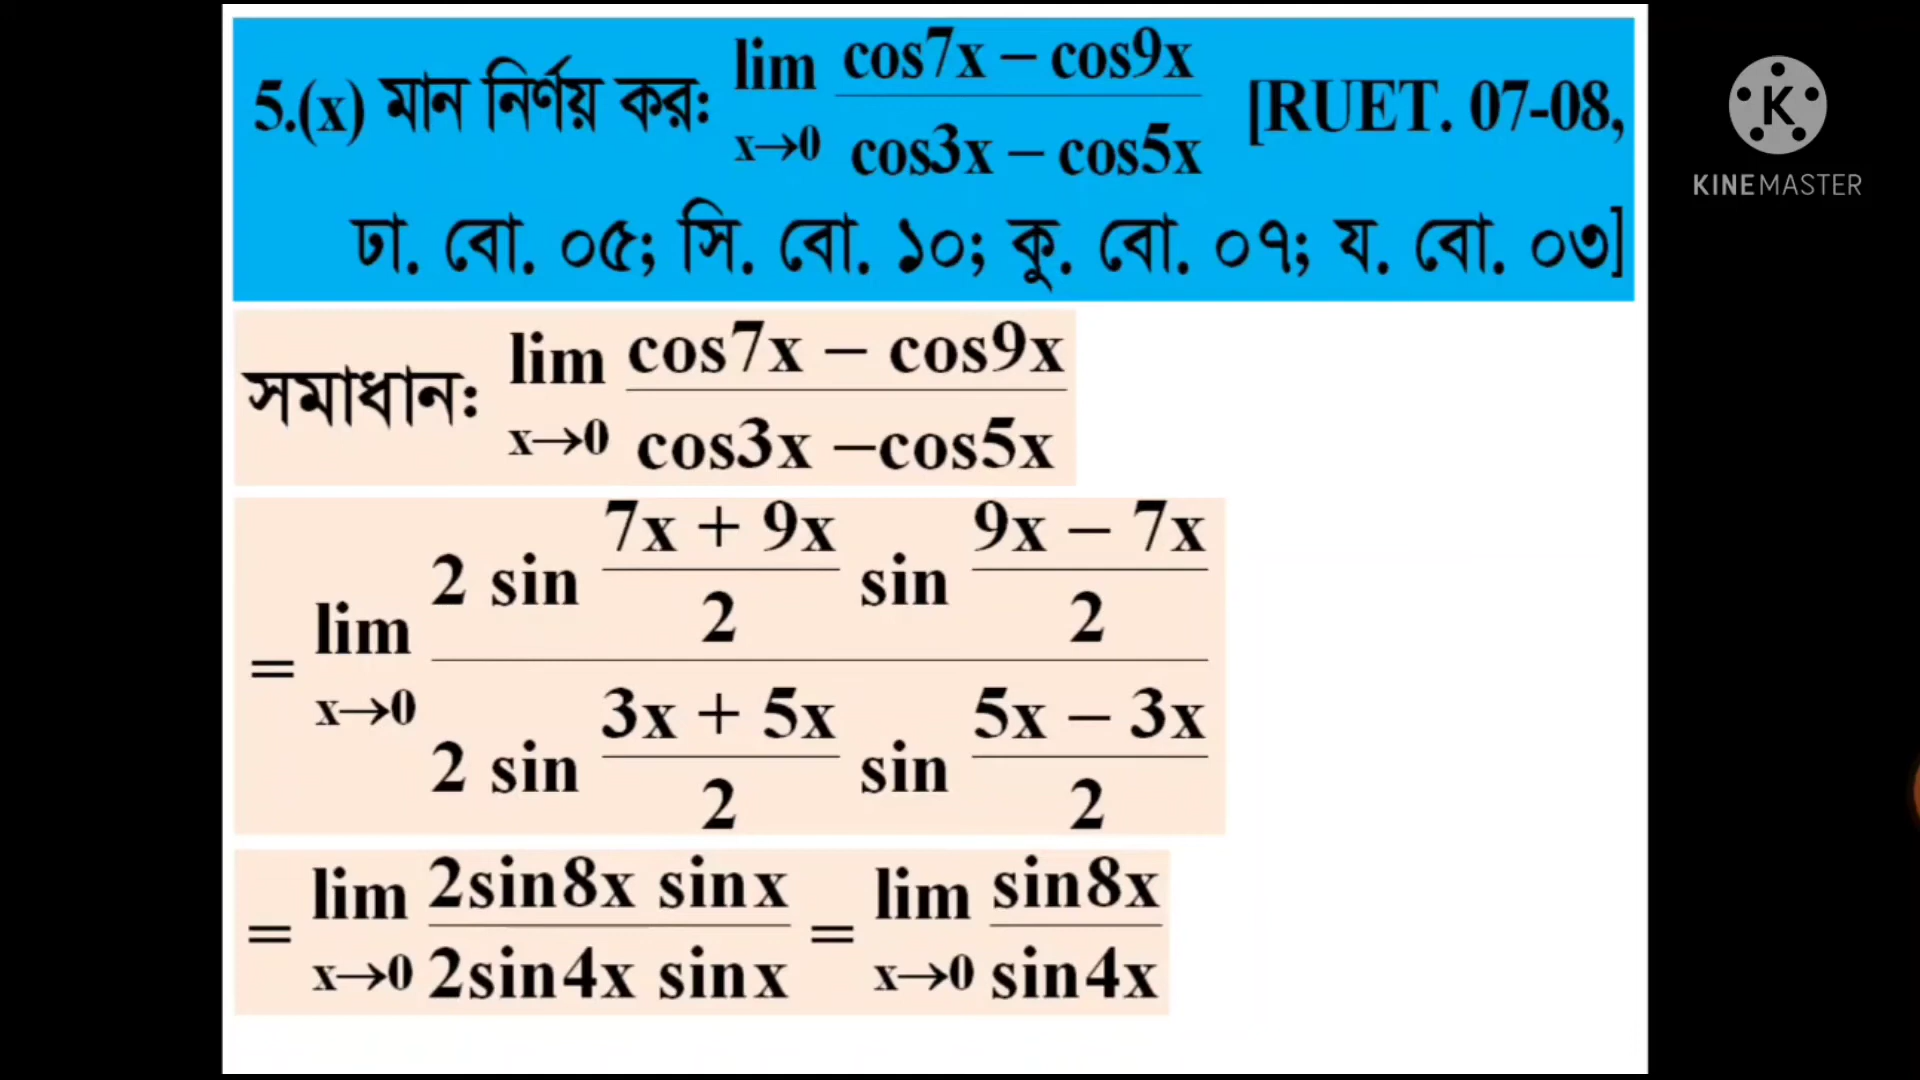 5.(x) মান নির্ণয় করঃ lim x→0 (cos7x – cos9x)/(cos3x – cos5x) [RUET. 07-08,
ঢা. বো. ০৫; সি. বো. ১০; কু. বো. ০৭; য. বো. ০৩]
সমাধানঃ lim x→0 (cos7x – cos9x)/(cos3x –cos5x)
= lim x→0 (2 sin (7x + 9x)/2 sin (9x – 7x)/2)/(2 sin (3x + 5x)/2 sin (5x – 3x)/2)
= lim x→0 (2sin8x sinx)/(2sin4x sinx) = lim x→0 sin8x/sin4x
K
KINEMASTER